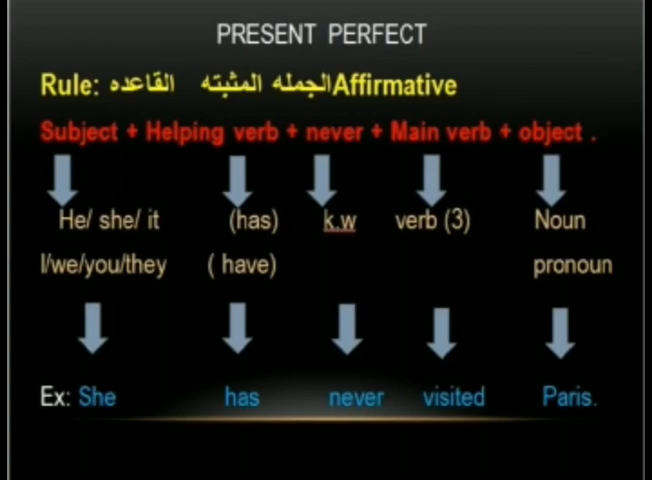 PRESENT PERFECT
Rule: القاعده الجمله المثبته Affirmative
Subject + Helping verb + never + Main verb + object .
He/ she/ it (has) k.w verb (3) Noun
I/we/you/they ( have) pronoun
Ex: She has never visited Paris.